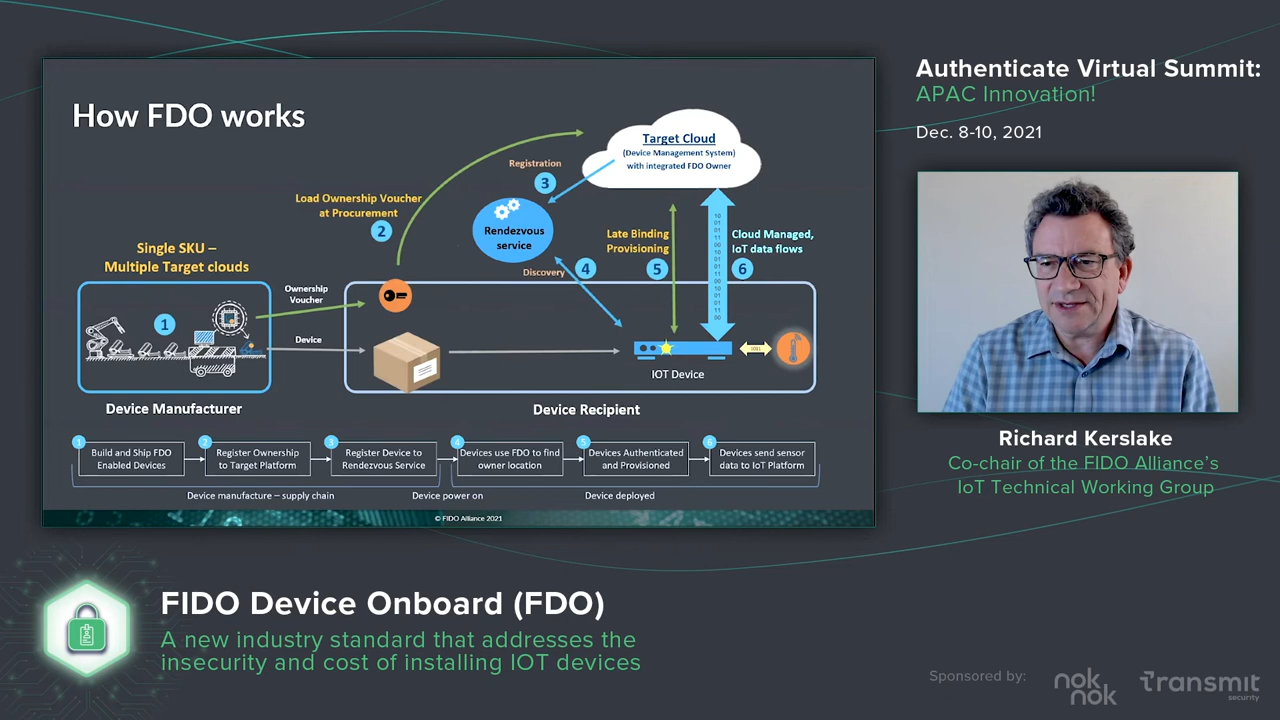 How FDO works
Target Cloud
(Device Management System)
with integrated FDO Owner
Registration
3
Load Ownership Voucher
at Procurement
2
Rendezvous
service
Single SKU –
Multiple Target clouds
Late Binding
Provisioning
5
Cloud Managed,
IoT data flows
6
Discovery
4
Ownership
Voucher
1
Device
IOT Device
Device Manufacturer
Device Recipient
1
Build and Ship FDO
Enabled Devices
2
Register Ownership
to Target Platform
3
Register Device to
Rendezvous Service
4
Devices use FDO to find
owner location
5
Devices Authenticated
and Provisioned
6
Devices send sensor
data to IoT Platform
Device manufacture – supply chain
Device power on
Device deployed
© FIDO Alliance 2021
Authenticate Virtual Summit:
APAC Innovation!
Dec. 8-10, 2021
Richard Kerslake
Co-chair of the FIDO Alliance's
IoT Technical Working Group
FIDO Device Onboard (FDO)
A new industry standard that addresses the
insecurity and cost of installing IOT devices
Sponsored by:
nok
nok
Transmit
security